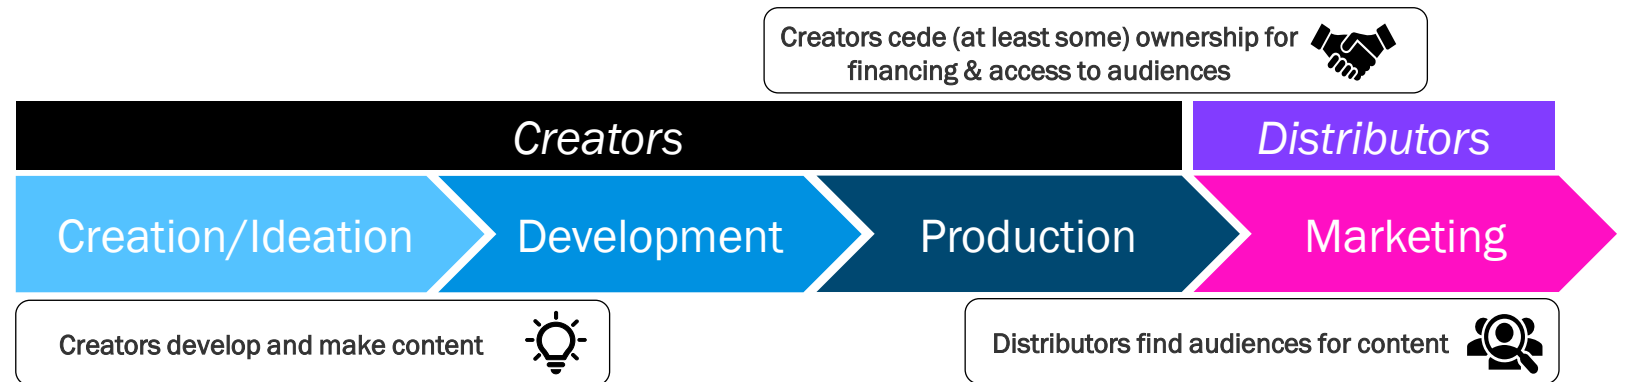 Creators cede (at least some) ownership for
financing & access to audiences
Creators
Distributors
Creation/Ideation
Development
Production
Marketing
Creators develop and make content
Distributors find audiences for content